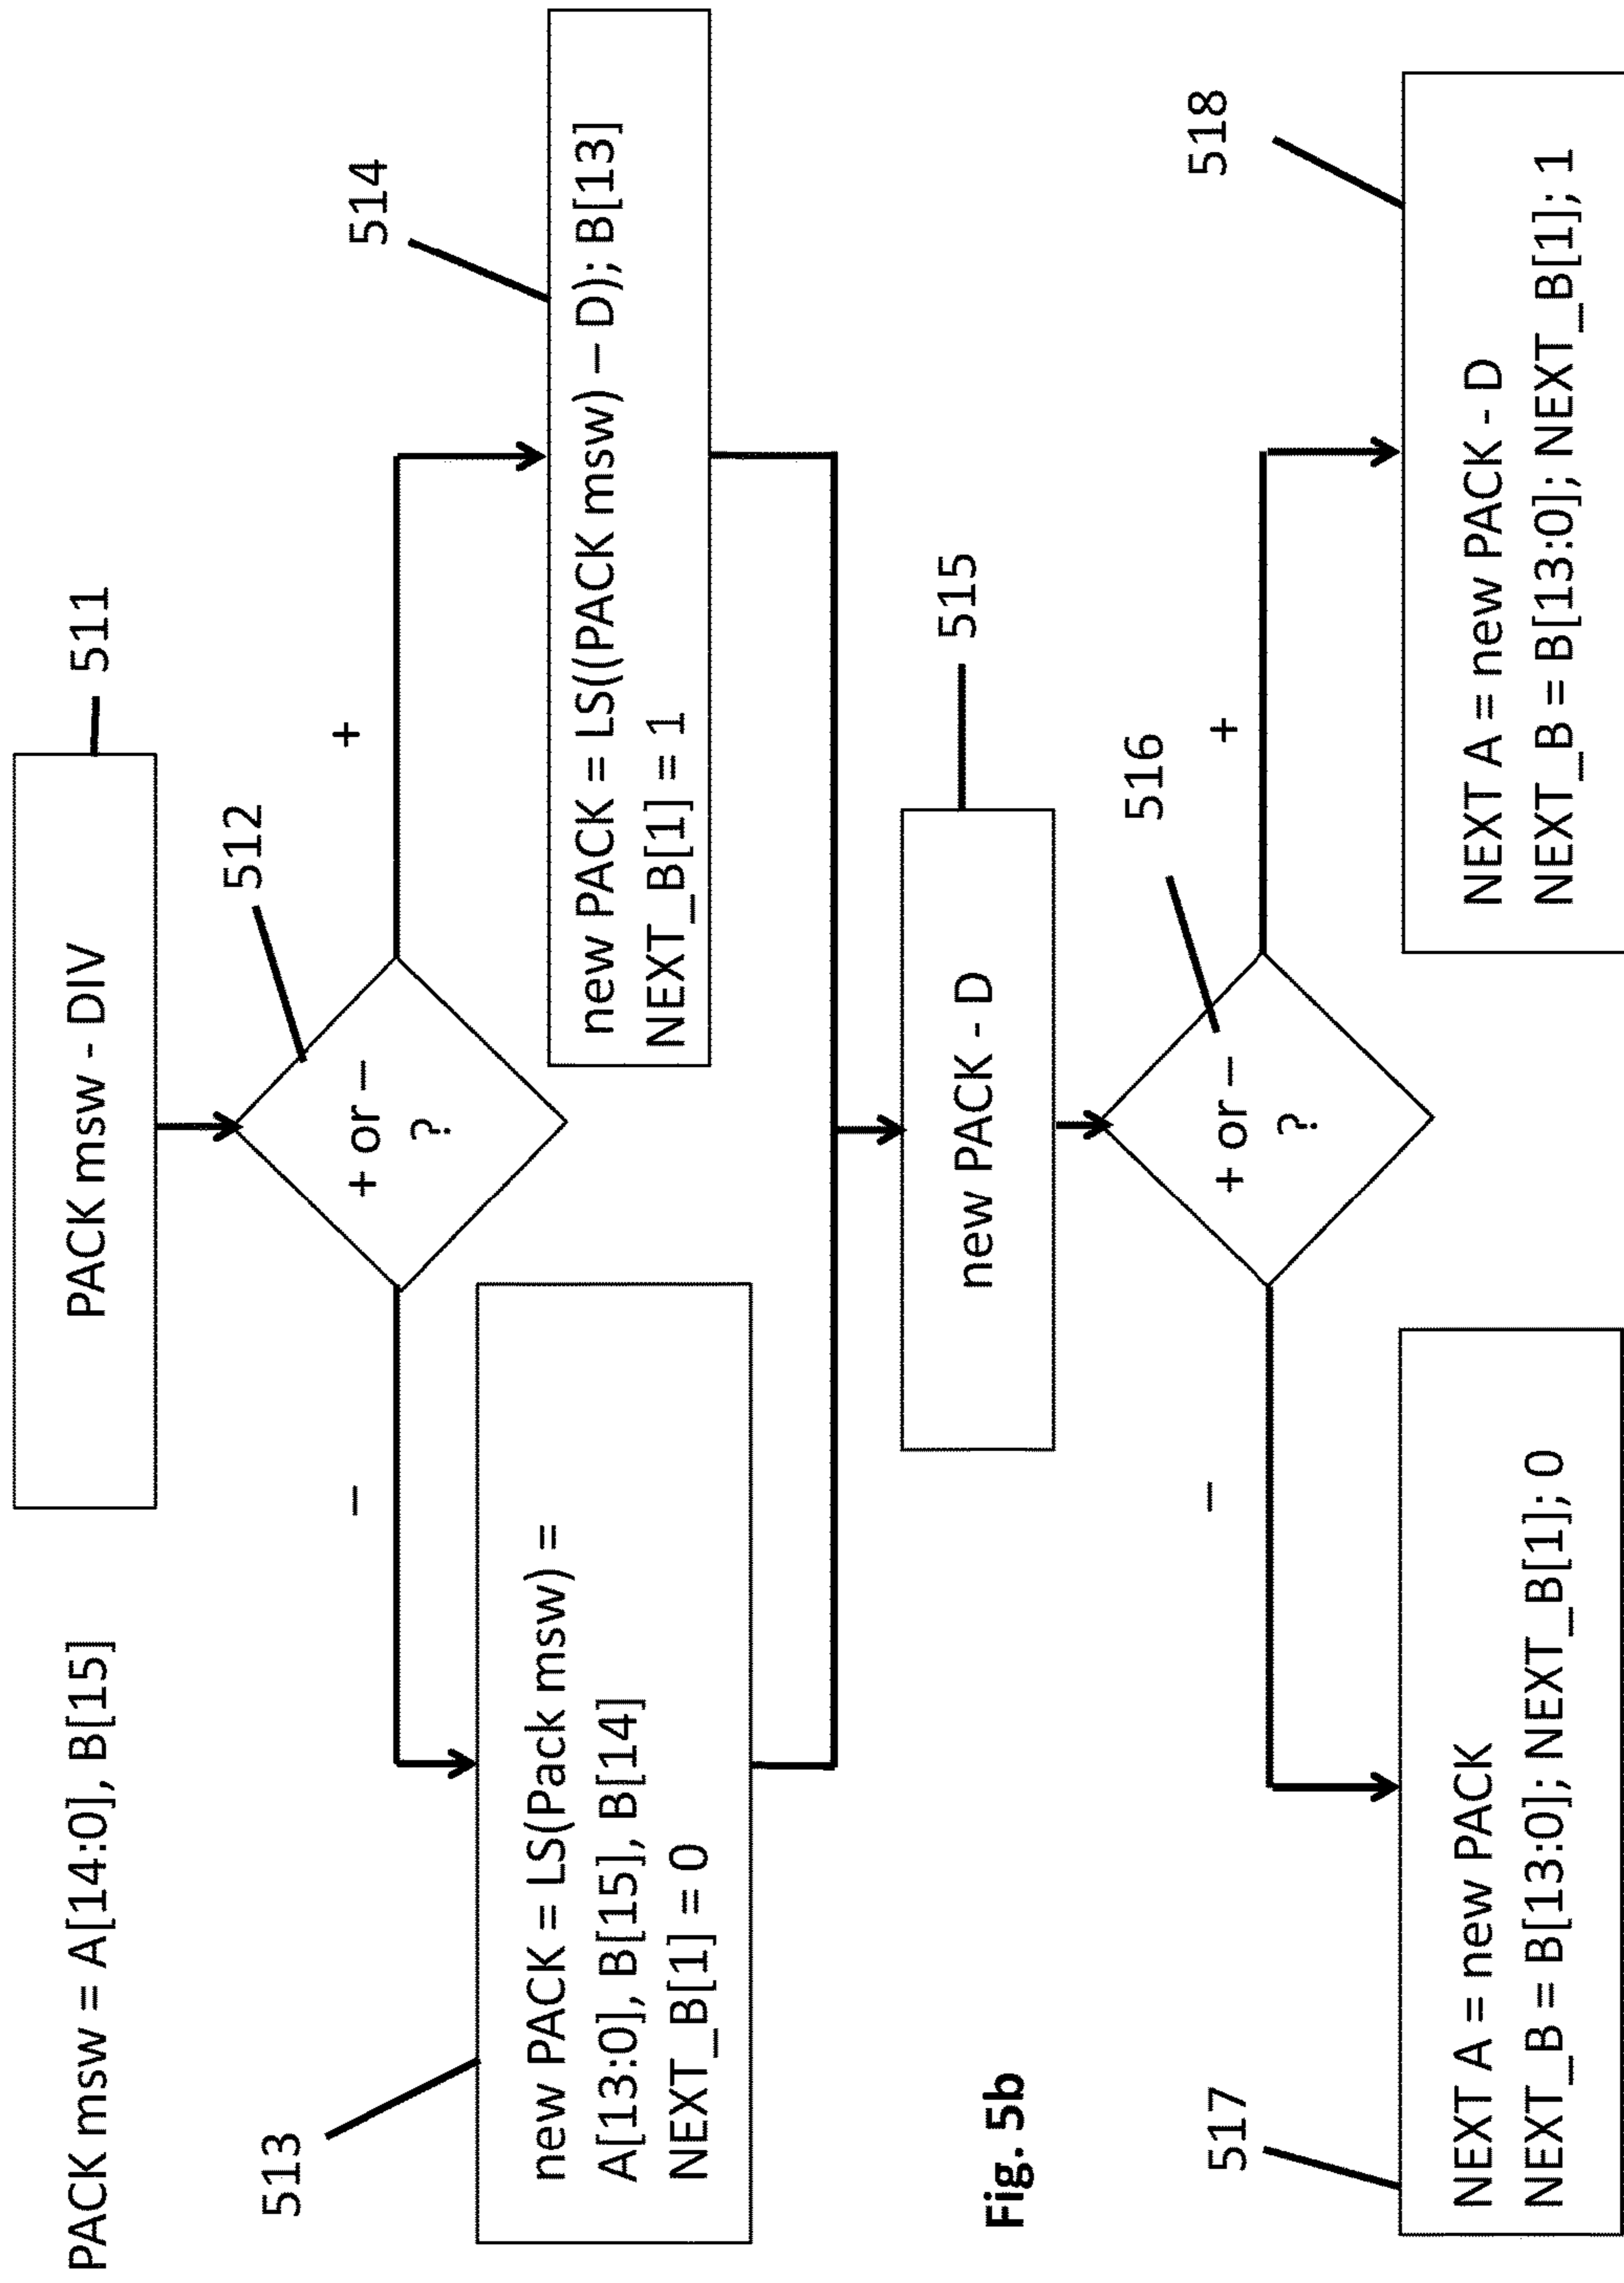 PACK msw = A[14:0], B[15]
PACK msw - DIV
511
512
+ or –
?
–
+
513
new PACK = LS(Pack msw) =
A[13:0], B[15], B[14]
NEXT_B[1] = 0
514
new PACK = LS((PACK msw) – D); B[13]
NEXT_B[1] = 1
new PACK - D
515
Fig. 5b
516
+ or –
?
–
+
517
NEXT A = new PACK
NEXT_B = B[13:0]; NEXT_B[1]; 0
518
NEXT A = new PACK - D
NEXT_B = B[13:0]; NEXT_B[1]; 1